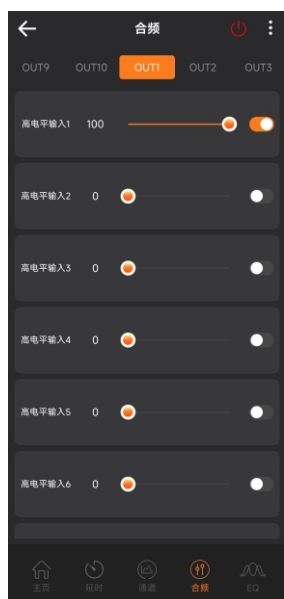 合频
OUT9 OUT10 OUT1 OUT2 OUT3
高电平输入1 100
高电平输入2 0
高电平输入3 0
高电平输入4 0
高电平输入5 0
高电平输入6 0
主页 延时 通道 合频 EQ